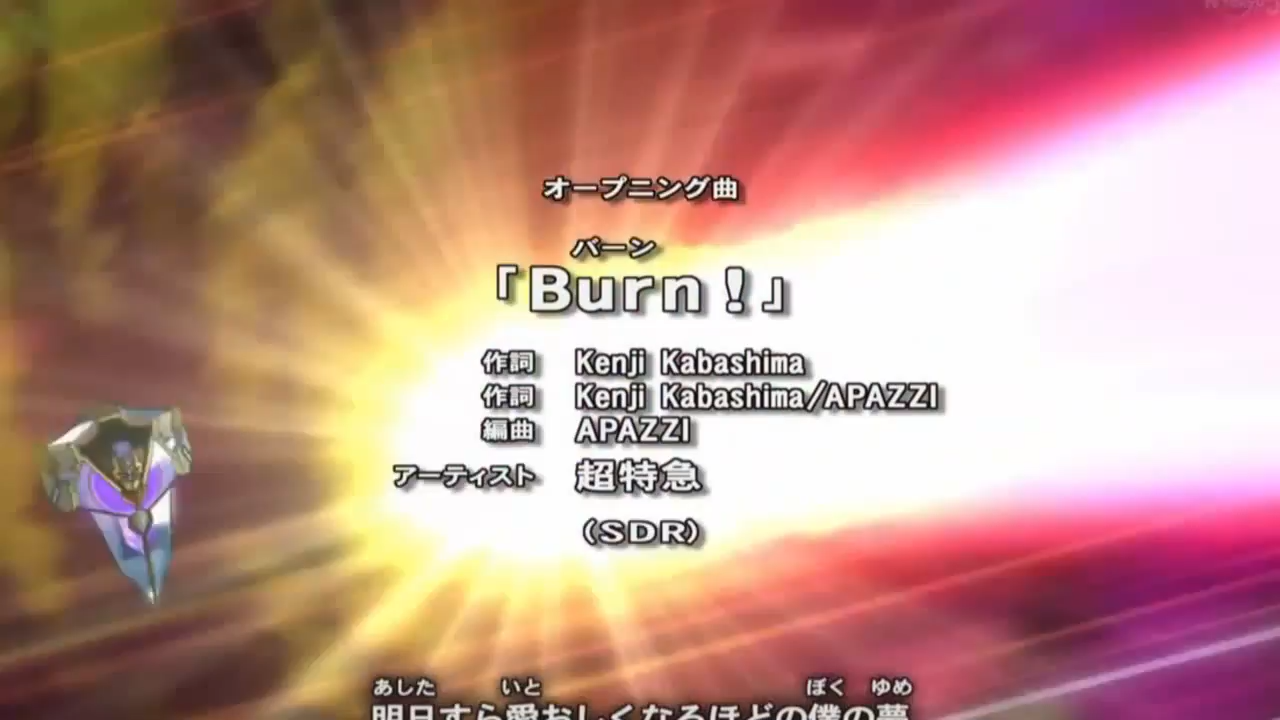 オープニング曲
バーン
「Burn!」
作詞 Kenji Kabashima
作詞 Kenji Kabashima/APAZZI
編曲 APAZZI
アーティスト 超特急
(SDR)
あした いと ぼく ゆめ
明日すら愛おしくなるほどの僕の夢